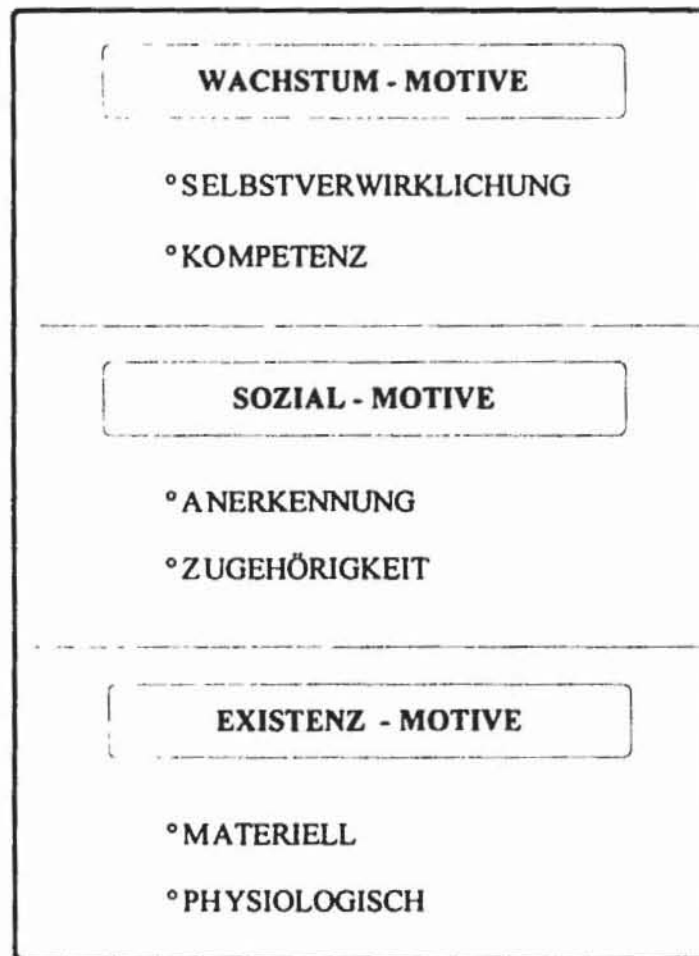 WACHSTUM - MOTIVE
°SELBSTVERWIRKLICHUNG
°KOMPETENZ
SOZIAL - MOTIVE
°ANERKENNUNG
°ZUGEHÖRIGKEIT
EXISTENZ - MOTIVE
°MATERIELL
°PHYSIOLOGISCH